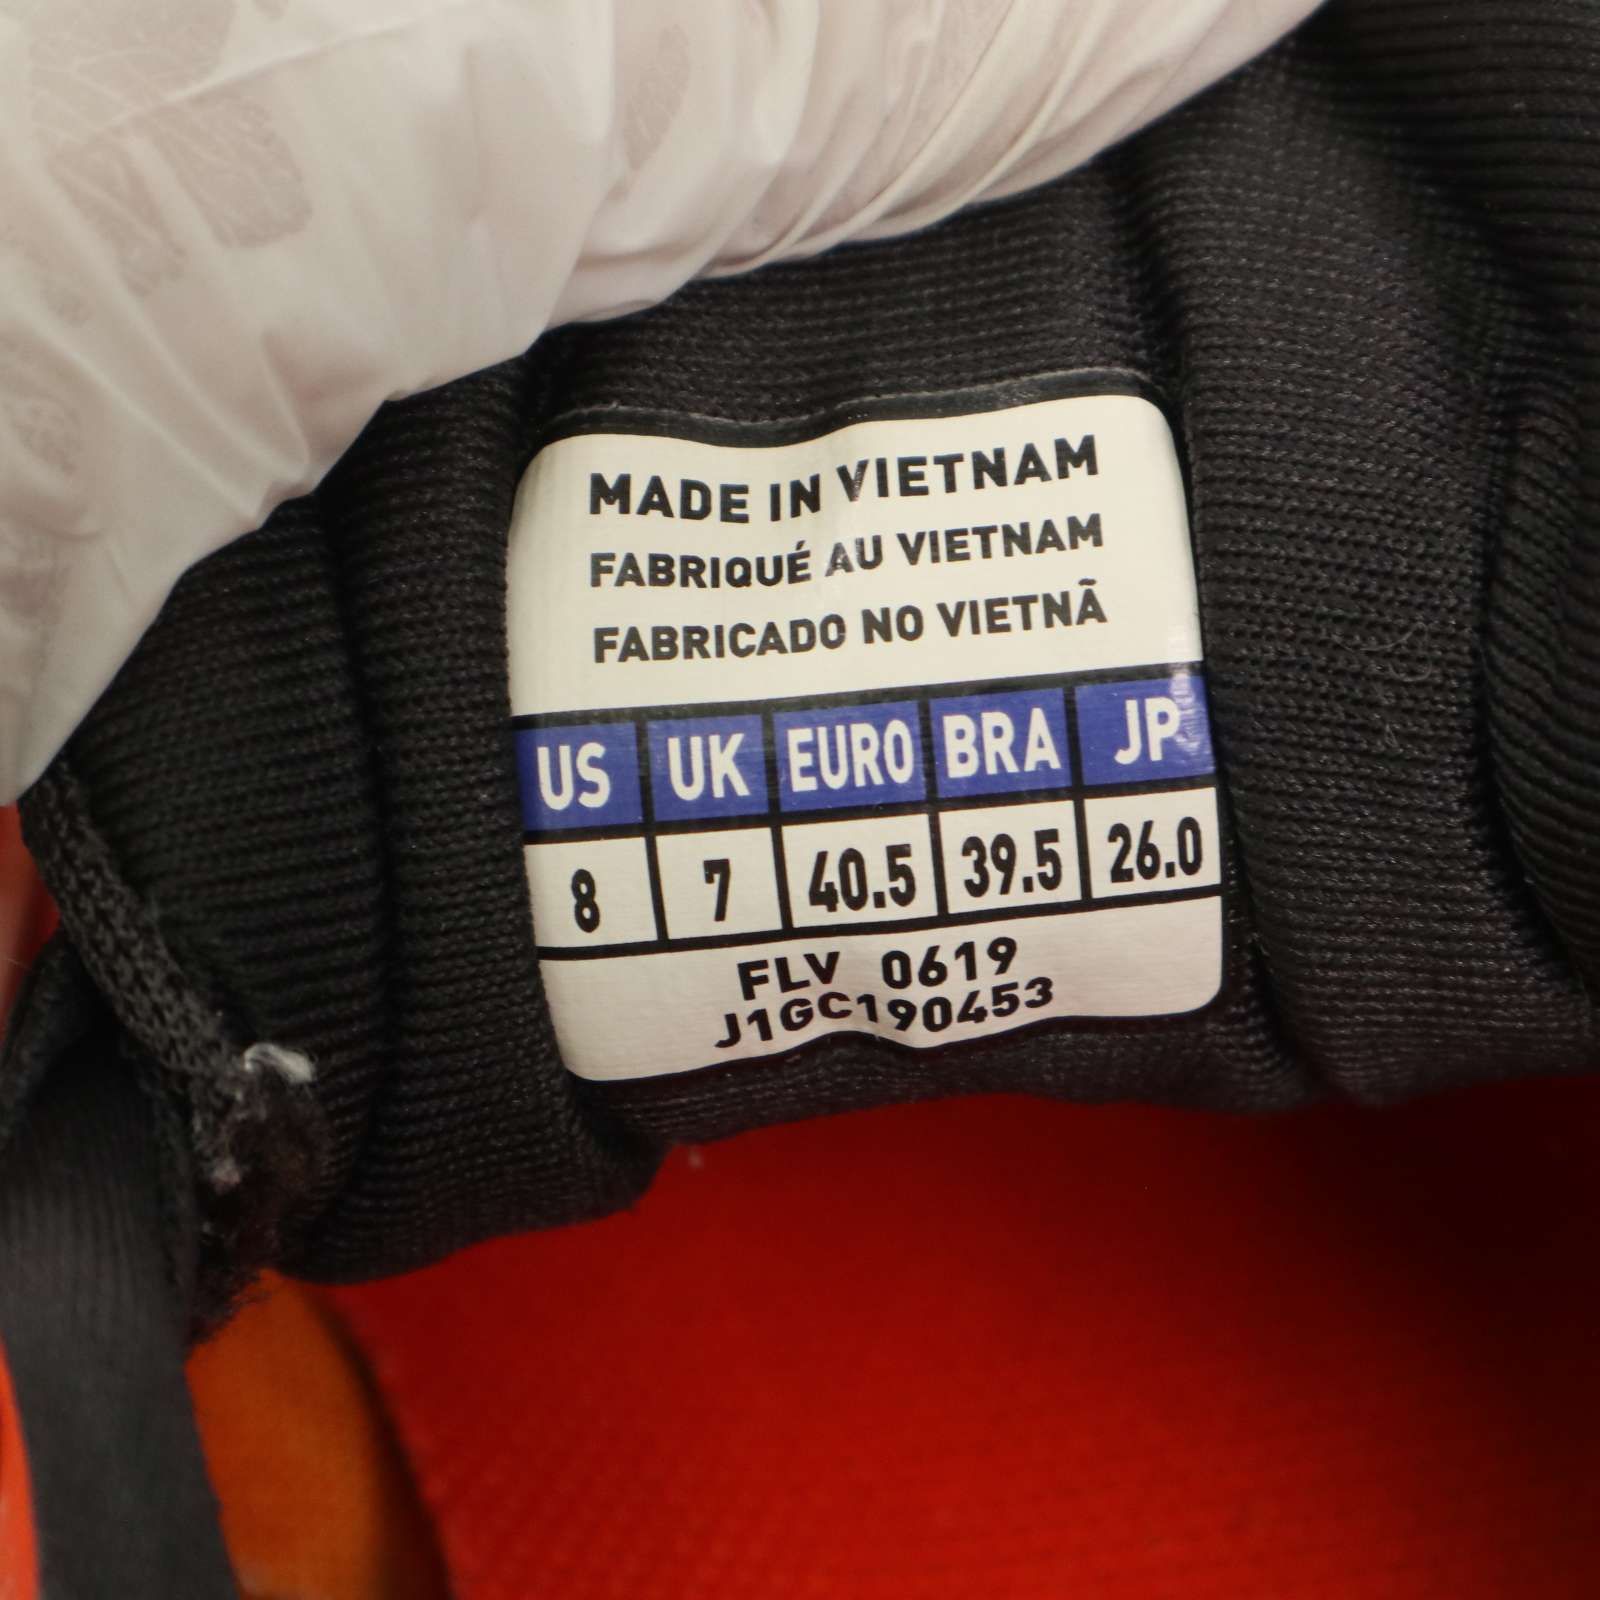 MADE IN VIETNAM
FABRIQUÉ AU VIETNAM
FABRICADO NO VIETNÃ
US UK EURO BRA JP
8 7 40.5 39.5 26.0
FLV 0619
J1GC190453